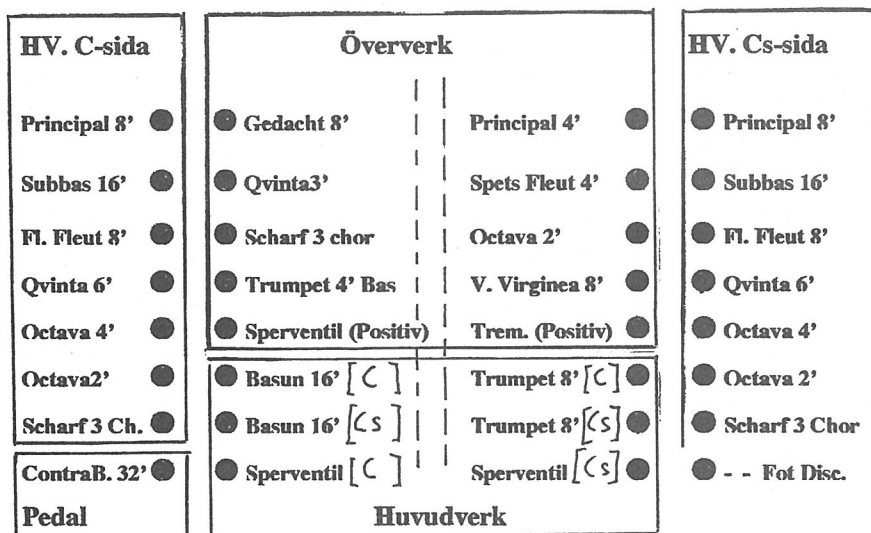 HV. C-sida
Principal 8’
Subbas 16’
Fl. Fleut 8’
Qvinta 6’
Octava 4’
Octava2’
Scharf 3 Ch.
ContraB. 32’
Pedal
Öververk
Gedacht 8’ Principal 4’
Qvinta3’ Spets Fleut 4’
Scharf 3 chor Octava 2’
Trumpet 4’ Bas V. Virginea 8’
Sperventil (Positiv) Trem. (Positiv)
Basun 16’ [C] Trumpet 8’ [C]
Basun 16’ [Cs] Trumpet 8’ [Cs]
Sperventil [C] Sperventil [Cs]
Huvudverk
HV. Cs-sida
Principal 8’
Subbas 16’
Fl. Fleut 8’
Qvinta 6’
Octava 4’
Octava 2’
Scharf 3 Chor
- - Fot Disc.